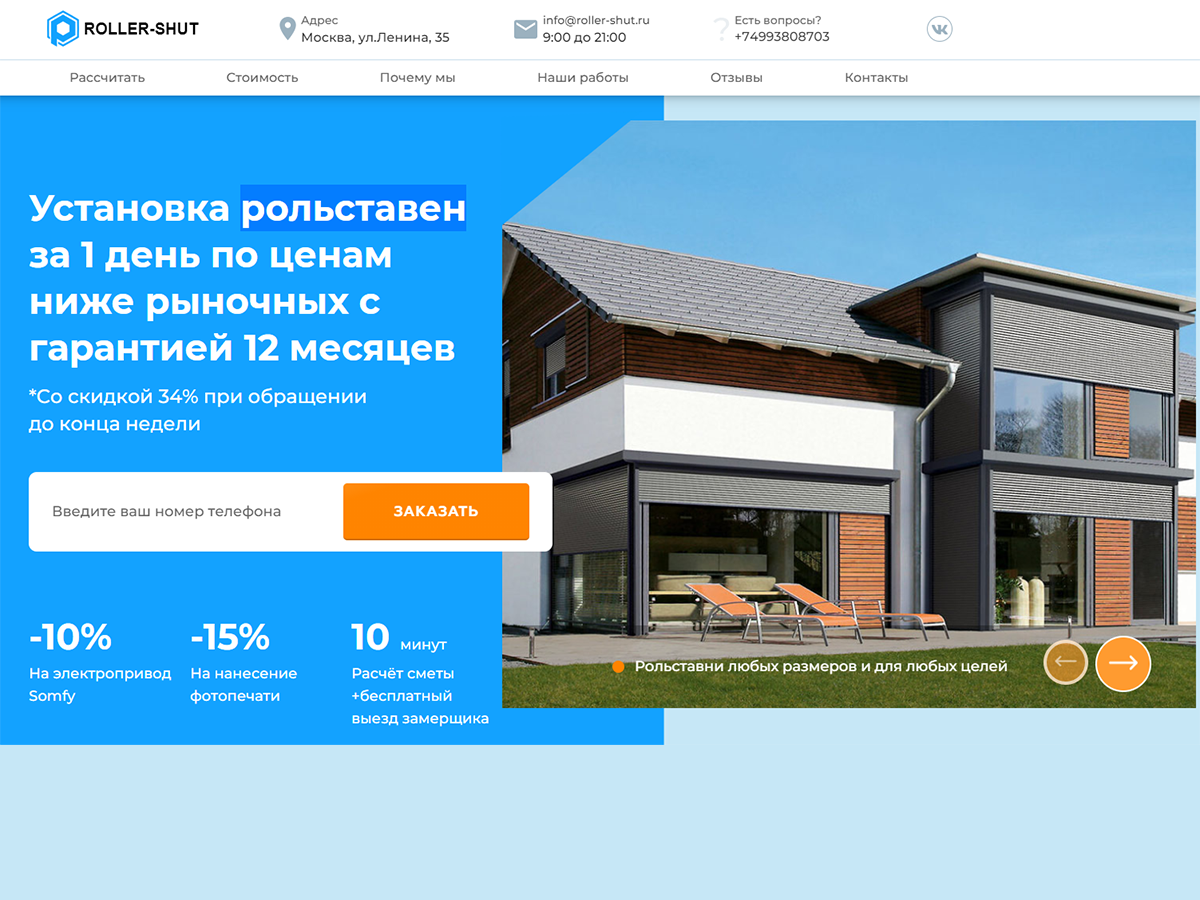 ROLLER-SHUT
Адрес
Москва, ул.Ленина, 35
info@roller-shut.ru
9:00 до 21:00
Есть вопросы?
+74993808703
Рассчитать
Стоимость
Почему мы
Наши работы
Отзывы
Контакты
Установка рольставен
за 1 день по ценам
ниже рыночных с
гарантией 12 месяцев
*Со скидкой 34% при обращении
до конца недели
Введите ваш номер телефона
ЗАКАЗАТЬ
-10%
На электропривод
Somfy
-15%
На нанесение
фотопечати
10 минут
Расчёт сметы
+бесплатный
выезд замерщика
Рольставни любых размеров и для любых целей